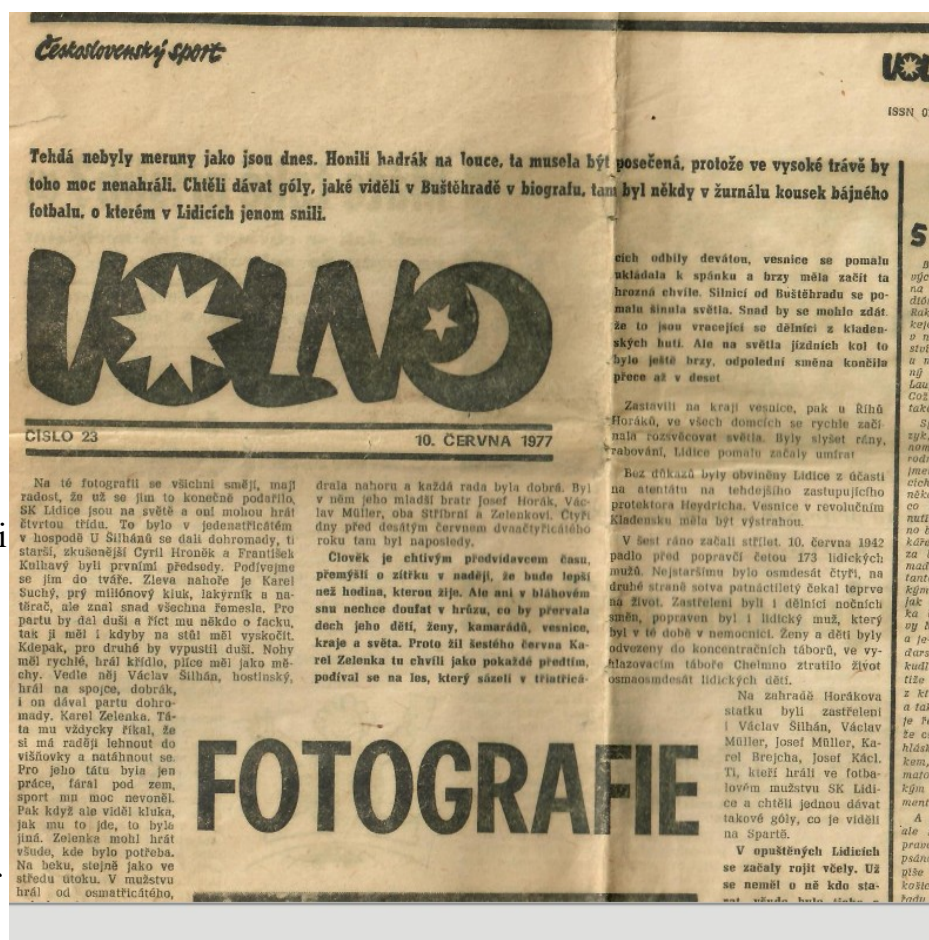 Československý sport
ISSN
Tehdá nebyly meruny jako jsou dnes. Honili hadrák na louce, ta musela být posečená, protože ve vysoké trávě by
toho moc nenahráli. Chtěli dávat góly, jaké viděli v Buštěhradě v biografu, tam byl někdy v žurnálu kousek bájného
fotbalu, o kterém v Lidicích jenom snili.
VOLNO
ČÍSLO 23 10. ČERVNA 1977
Na té fotografii se všichni smějí, mají
radost, že už se jim to konečně podařilo,
SK Lidice jsou na světě a oni mohou hrát
čtvrtou třídu. To bylo v jedenatřicátém
v hospodě U Šilhánů se dali dohromady, ti
starší, zkušenější Cyril Hroněk a František
Kulhavý byli prvními předsedy. Podívejme
se jim do tváře. Zleva nahoře je Karel
Suchý, prý miliónový kluk, lakýrník a na-
těrač, ale znal snad všechna řemesla. Pro
partu by dal duši a říct mu někdo o facku,
tak ji měl i kdyby na stůl měl vyskočit.
Kdepak, pro druhé by vypustil duši. Nohy
měl rychlé, hrál křídlo, plíce měl jako mě-
chy. Vedle něj Václav Šilhán, hostinský,
hrál na spojce, dobrák,
i on dával partu dohro-
mady. Karel Zelenka. Tá-
ta mu vždycky říkal, že
si má raději lehnout do
višňovky a natáhnout se.
Pro jeho tátu byla jen
práce, fáral pod zem,
sport mu moc nevoněl.
Pak když ale viděl kluka,
jak mu to jde, to byla
jiná. Zelenka mohl hrát
všude, kde bylo potřeba.
Na beku, stejně jako ve
středu útoku. V mužstvu
hrál od osmatřicátého,
drala nahoru a každá rada byla dobrá. Byl
v něm jeho mladší bratr Josef Horák, Vác-
lav Müller, oba Stříbrní a Zelenkovi. Čtyři
dny před desátým červnem dvaačtyřicátého
roku tam byl naposledy.
Člověk je chtivým předvídavcem času,
přemýšlí o zítřku v naději, že bude lepší
než hodina, kterou žije. Ale ani v bláhovém
snu nechce doufat v hrůzu, co by přervala
dech jeho dětí, ženy, kamarádů, vesnice,
kraje a světa. Proto žil šestého června Ka-
rel Zelenka tu chvíli jako pokaždé předtím,
podíval se na les, který sázeli v třiatřicá-
FOTOGRAFIE
cích odbily devátou, vesnice se pomalu
ukládala k spánku a brzy měla začít ta
hrozná chvíle. Silnicí od Buštěhradu se po-
malu šinula světla. Snad by se mohlo zdát,
že to jsou vracející se dělníci z kladen-
ských hutí. Ale na světla jízdních kol to
bylo ještě brzy, odpolední směna končila
přece až v deset
Zastavili na kraji vesnice, pak u Říhů
Horáků, ve všech domcích se rychle začí-
nala rozsvěcovat světla. Byly slyšet rány,
rabování, Lidice pomalu začaly umírat
Bez důkazů byly obviněny Lidice z účasti
na atentátu na tehdejšího zastupujícího
protektora Heydricha. Vesnice v revolučním
Kladensku měla být výstrahou.
V šest ráno začali střílet. 10. června 1942
padlo před popravčí četou 173 lidických
mužů. Nejstaršímu bylo osmdesát čtyři, na
druhé straně sotva patnáctiletý čekal teprve
na život. Zastřeleni byli i dělníci nočních
směn, popraven byl i lidický muž, který
byl v té době v nemocnici. Ženy a děti byly
odvezeny do koncentračních táborů, ve vy-
hlazovacím táboře Chelmno ztratilo život
osmaosmdesát lidických dětí.
Na zahradě Horákova
statku byli zastřeleni
i Václav Šilhán, Václav
Müller, Josef Müller, Ka-
rel Brejcha, Josef Kácl.
Ti, kteří hráli ve fotba-
lovém mužstvu SK Lidi-
ce a chtěli jednou dávat
takové góly, co je viděli
na Spartě.
V opuštěných Lidicích
se začaly rojit včely. Už
se neměl o ně kdo sta-